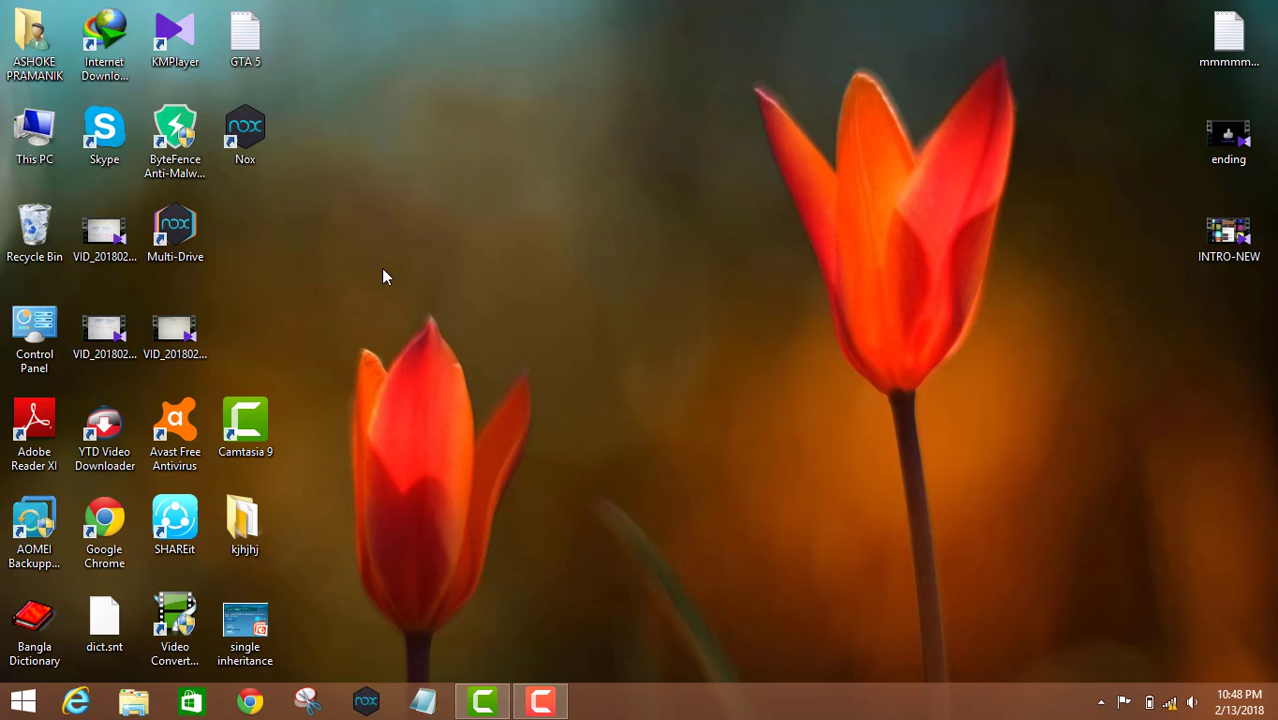 ASHOKE
PRAMANIK
Internet
Downlo...
KMPlayer
GTA 5
mmmmm...
This PC
Skype
ByteFence
Anti-Malw...
nox
Nox
ending
Recycle Bin
VID_201802...
nox
Multi-Drive
INTRO-NEW
Control
Panel
VID_201802...
VID_201802...
Adobe
Reader XI
YTD Video
Downloader
Avast Free
Antivirus
Camtasia 9
AOMEI
Backupp...
Google
Chrome
SHAREit
kjhjhj
Bangla
Dictionary
dict.snt
Video
Convert...
single
inheritance
nox
10:48 PM
2/13/2018